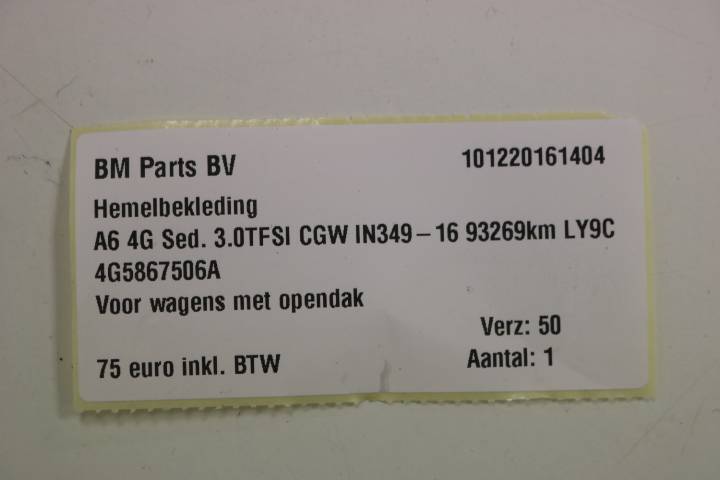 BM Parts BV 101220161404
Hemelbekleding
A6 4G Sed. 3.0TFSI CGW IN349-16 93269km LY9C
4G5867506A
Voor wagens met opendak
Verz: 50
75 euro inkl. BTW Aantal: 1